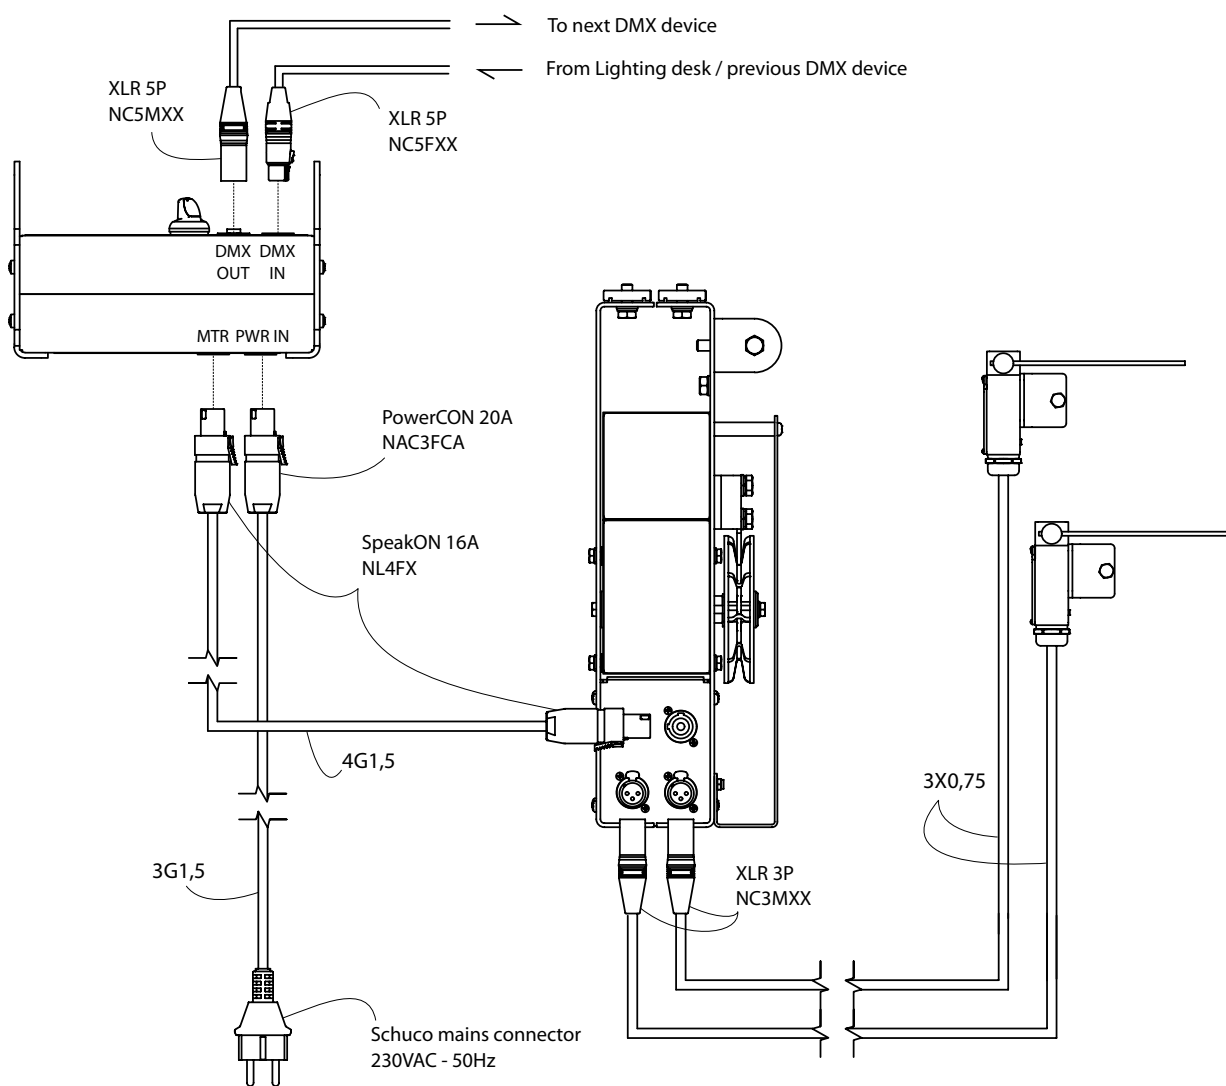 To next DMX device
From Lighting desk / previous DMX device
XLR 5P
NC5MXX
XLR 5P
NC5FXX
DMX DMX
OUT IN
MTR PWR IN
PowerCON 20A
NAC3FCA
SpeakON 16A
NL4FX
4G1,5
3X0,75
3G1,5
XLR 3P
NC3MXX
Schuco mains connector
230VAC - 50Hz